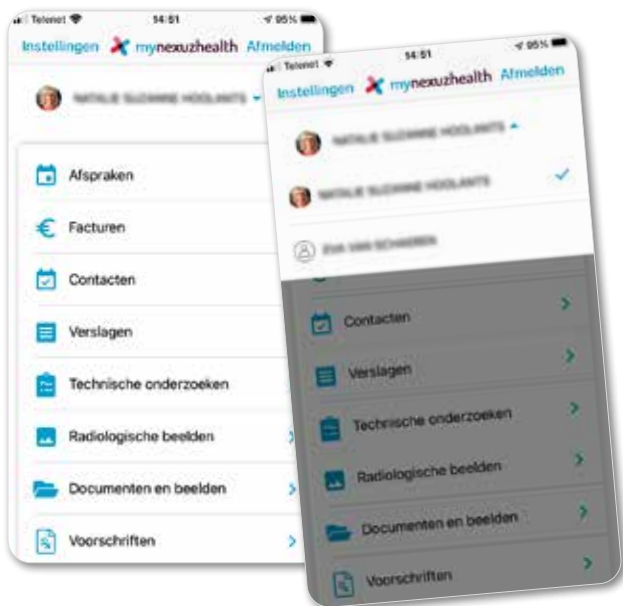 Telenet
14:51
95%
Instellingen
mynexuzhealth
Afmelden
Afspraken
Facturen
Contacten
Verslagen
Technische onderzoeken
Radiologische beelden
Documenten en beelden
Voorschriften
Telenet
14:51
95%
Instellingen
mynexuzhealth
Afmelden
Contacten
Verslagen
Technische onderzoeken
Radiologische beelden
Documenten en beelden
Voorschriften